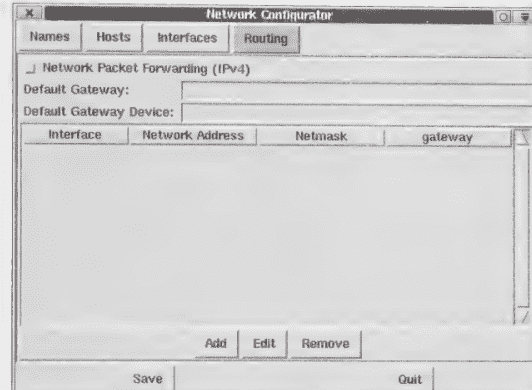 Network Configurator
Names Hosts Interfaces Routing
Network Packet Forwarding (IPv4)
Default Gateway:
Default Gateway Device:
Interface Network Address Netmask gateway
Add Edit Remove
Save Quit